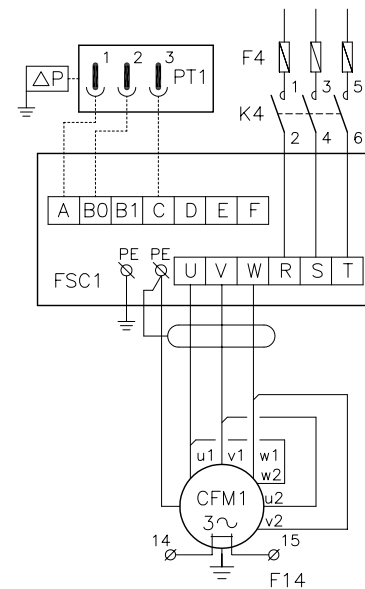 F4
1 2 3
PT1
ΔP
1 3 5
K4
2 4 6
A B0 B1 C D E F
PE PE
U V W R S T
FSC1
u1 v1 w1
w2
CFM1
u2
3~
v2
14 15
F14